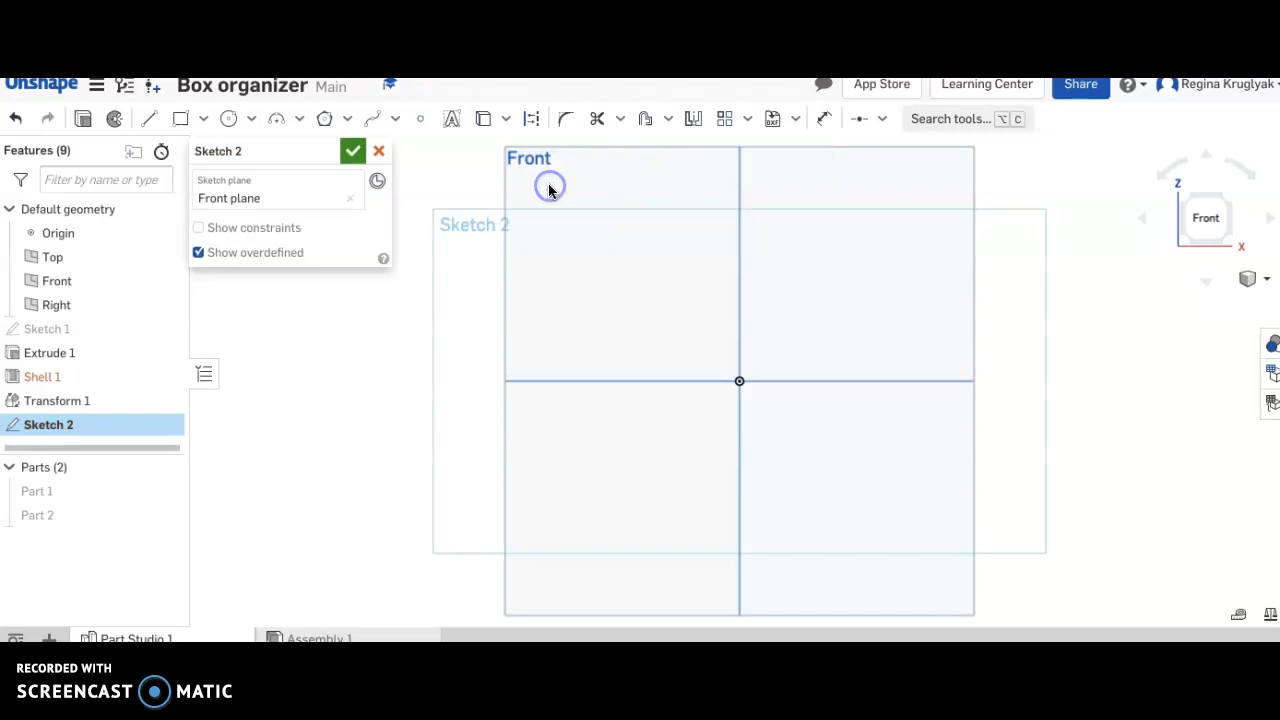 Onshape
Box organizer Main
App Store
Learning Center
Share
Regina Kruglyak
Search tools... ⌥ C
Features (9)
Filter by name or type
Default geometry
Origin
Top
Front
Right
Sketch 1
Extrude 1
Shell 1
Transform 1
Sketch 2
Parts (2)
Part 1
Part 2
Sketch 2
Sketch plane
Front plane
Show constraints
Show overdefined
Front
Sketch 2
Z
Front
X
Part Studio 1
Assembly 1
RECORDED WITH
SCREENCAST MATIC